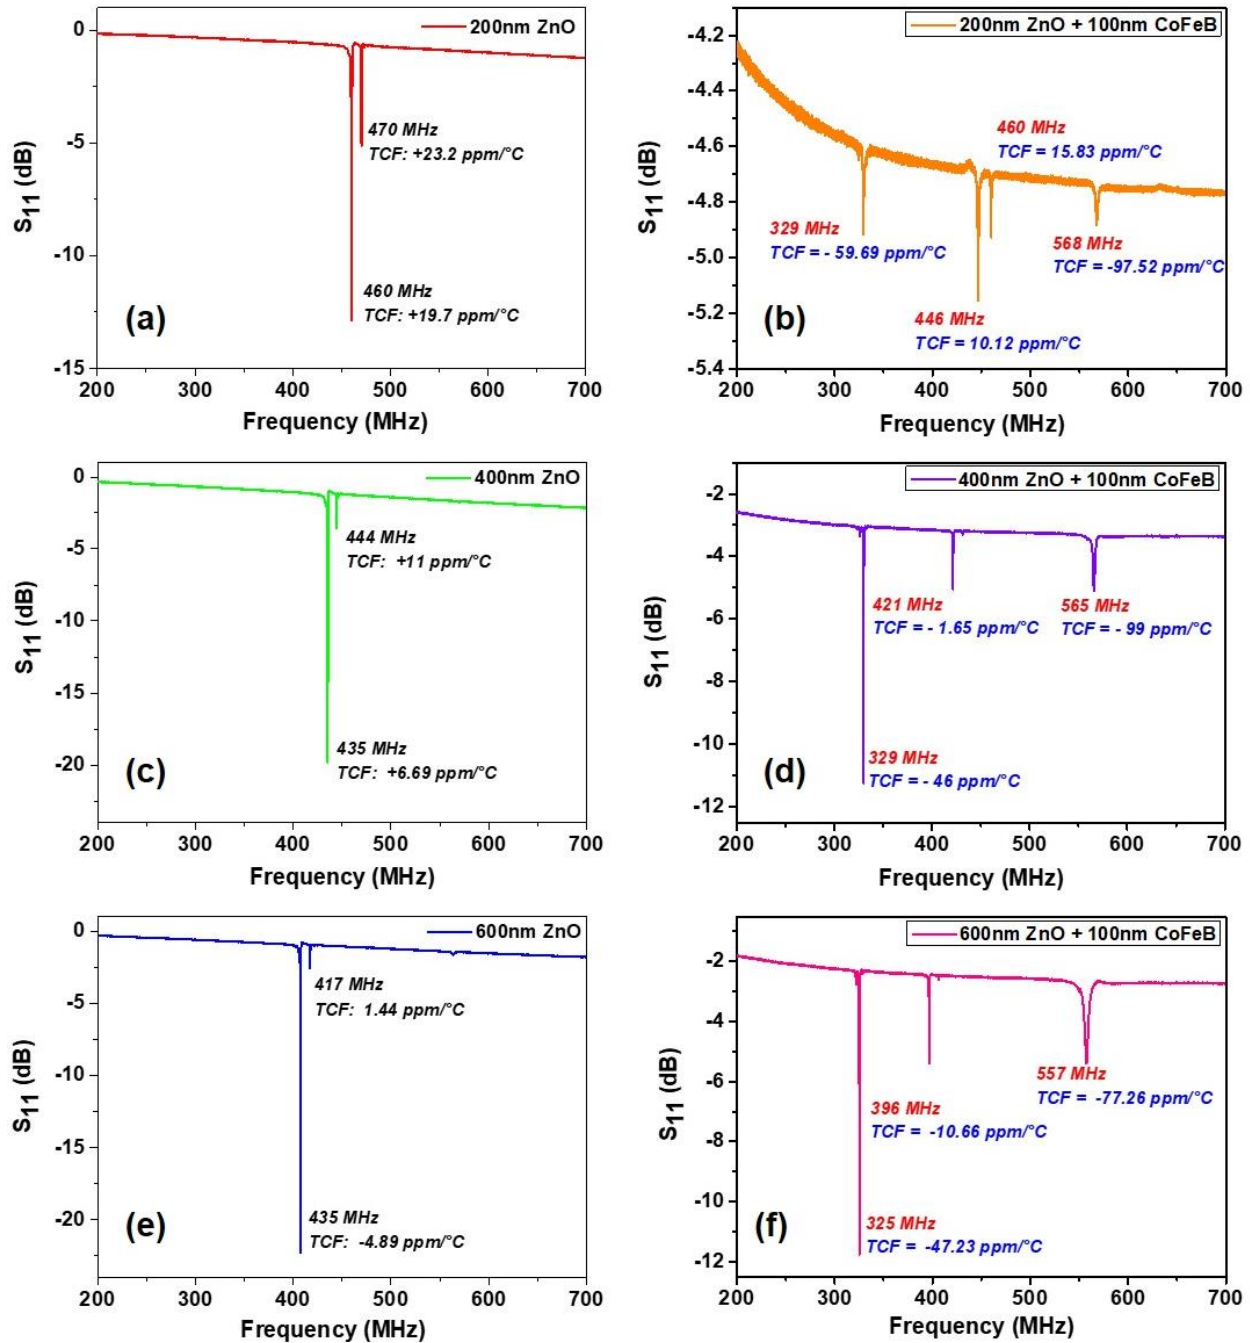 200nm ZnO
0
-5
-10
-15
S11 (dB)
470 MHz
TCF: +23.2 ppm/°C
460 MHz
TCF: +19.7 ppm/°C
(a)
200 300 400 500 600 700
Frequency (MHz)
200nm ZnO + 100nm CoFeB
-4.2
-4.4
-4.6
-4.8
-5.0
-5.2
-5.4
S11 (dB)
460 MHz
TCF = 15.83 ppm/°C
329 MHz
TCF = - 59.69 ppm/°C
568 MHz
TCF = -97.52 ppm/°C
446 MHz
TCF = 10.12 ppm/°C
(b)
200 300 400 500 600 700
Frequency (MHz)
400nm ZnO
0
-5
-10
-15
-20
S11 (dB)
444 MHz
TCF: +11 ppm/°C
435 MHz
TCF: +6.69 ppm/°C
(c)
200 300 400 500 600 700
Frequency (MHz)
400nm ZnO + 100nm CoFeB
-2
-4
-6
-8
-10
-12
S11 (dB)
421 MHz
TCF = - 1.65 ppm/°C
565 MHz
TCF = - 99 ppm/°C
329 MHz
TCF = - 46 ppm/°C
(d)
200 300 400 500 600 700
Frequency (MHz)
600nm ZnO
0
-5
-10
-15
-20
S11 (dB)
417 MHz
TCF: 1.44 ppm/°C
435 MHz
TCF: -4.89 ppm/°C
(e)
200 300 400 500 600 700
Frequency (MHz)
600nm ZnO + 100nm CoFeB
-2
-4
-6
-8
-10
-12
S11 (dB)
557 MHz
TCF = -77.26 ppm/°C
396 MHz
TCF = -10.66 ppm/°C
325 MHz
TCF = -47.23 ppm/°C
(f)
200 300 400 500 600 700
Frequency (MHz)